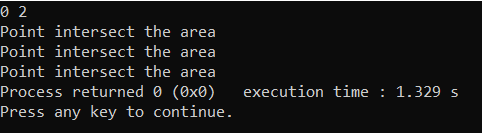 0 2
Point intersect the area
Point intersect the area
Point intersect the area
Process returned 0 (0x0)   execution time : 1.329 s
Press any key to continue.